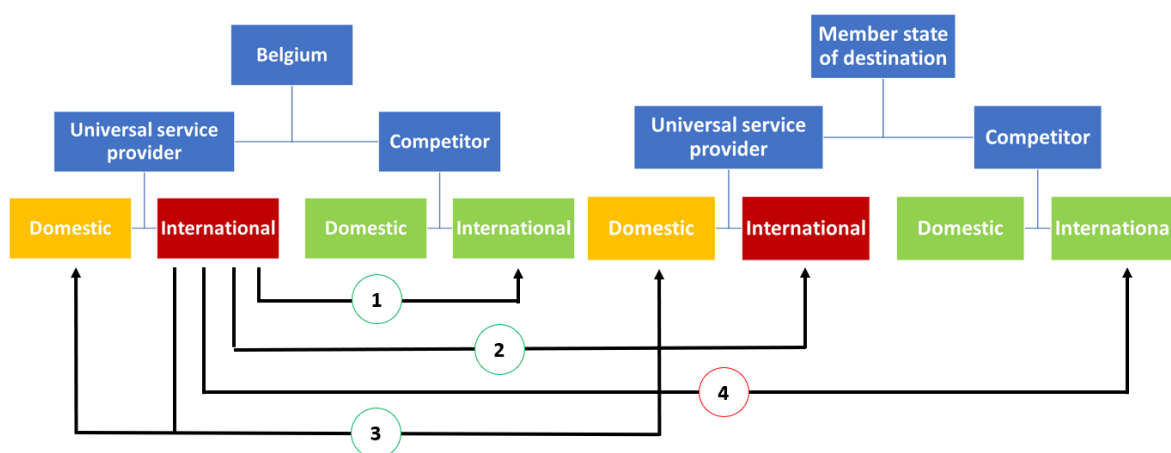 Belgium
Member state
of destination
Universal service
provider
Competitor
Universal service
provider
Competitor
Domestic
International
Domestic
International
Domestic
International
Domestic
International
1
2
4
3